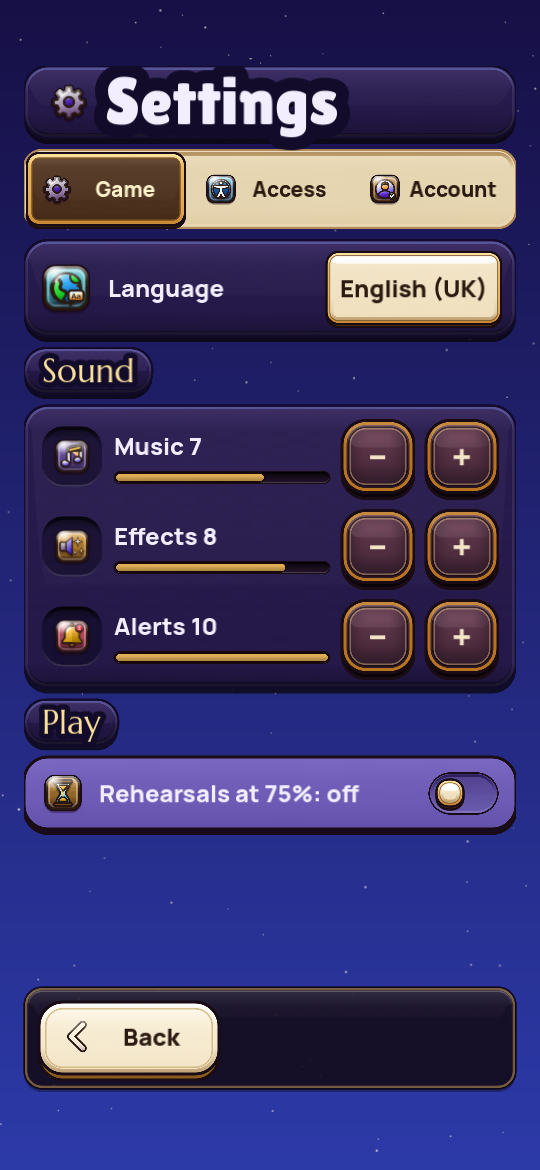 Settings
Game
Access
Account
Language
English (UK)
Sound
Music 7
−
+
Effects 8
−
+
Alerts 10
−
+
Play
Rehearsals at 75%: off
Back